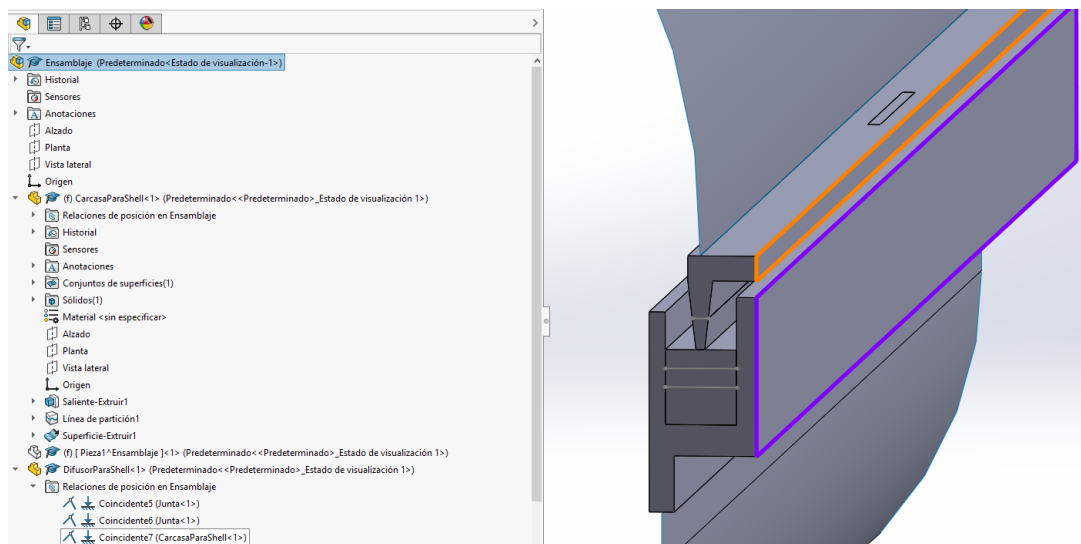 Ensamblaje (Predeterminado<Estado de visualización-1>)
Historial
Sensores
Anotaciones
Alzado
Planta
Vista lateral
Origen
(f) CarcasaParaShell<1> (Predeterminado<<Predeterminado>_Estado de visualización 1>)
Relaciones de posición en Ensamblaje
Historial
Sensores
Anotaciones
Conjuntos de superficies(1)
Sólidos(1)
Material <sin especificar>
Alzado
Planta
Vista lateral
Origen
Saliente-Extruir1
Línea de partición1
Superficie-Extruir1
(f) [ Pieza1^Ensamblaje ]<1> (Predeterminado<<Predeterminado>_Estado de visualización 1>)
DifusorParaShell<1> (Predeterminado<<Predeterminado>_Estado de visualización 1>)
Relaciones de posición en Ensamblaje
Coincidente5 (Junta<1>)
Coincidente6 (Junta<1>)
Coincidente7 (CarcasaParaShell<1>)